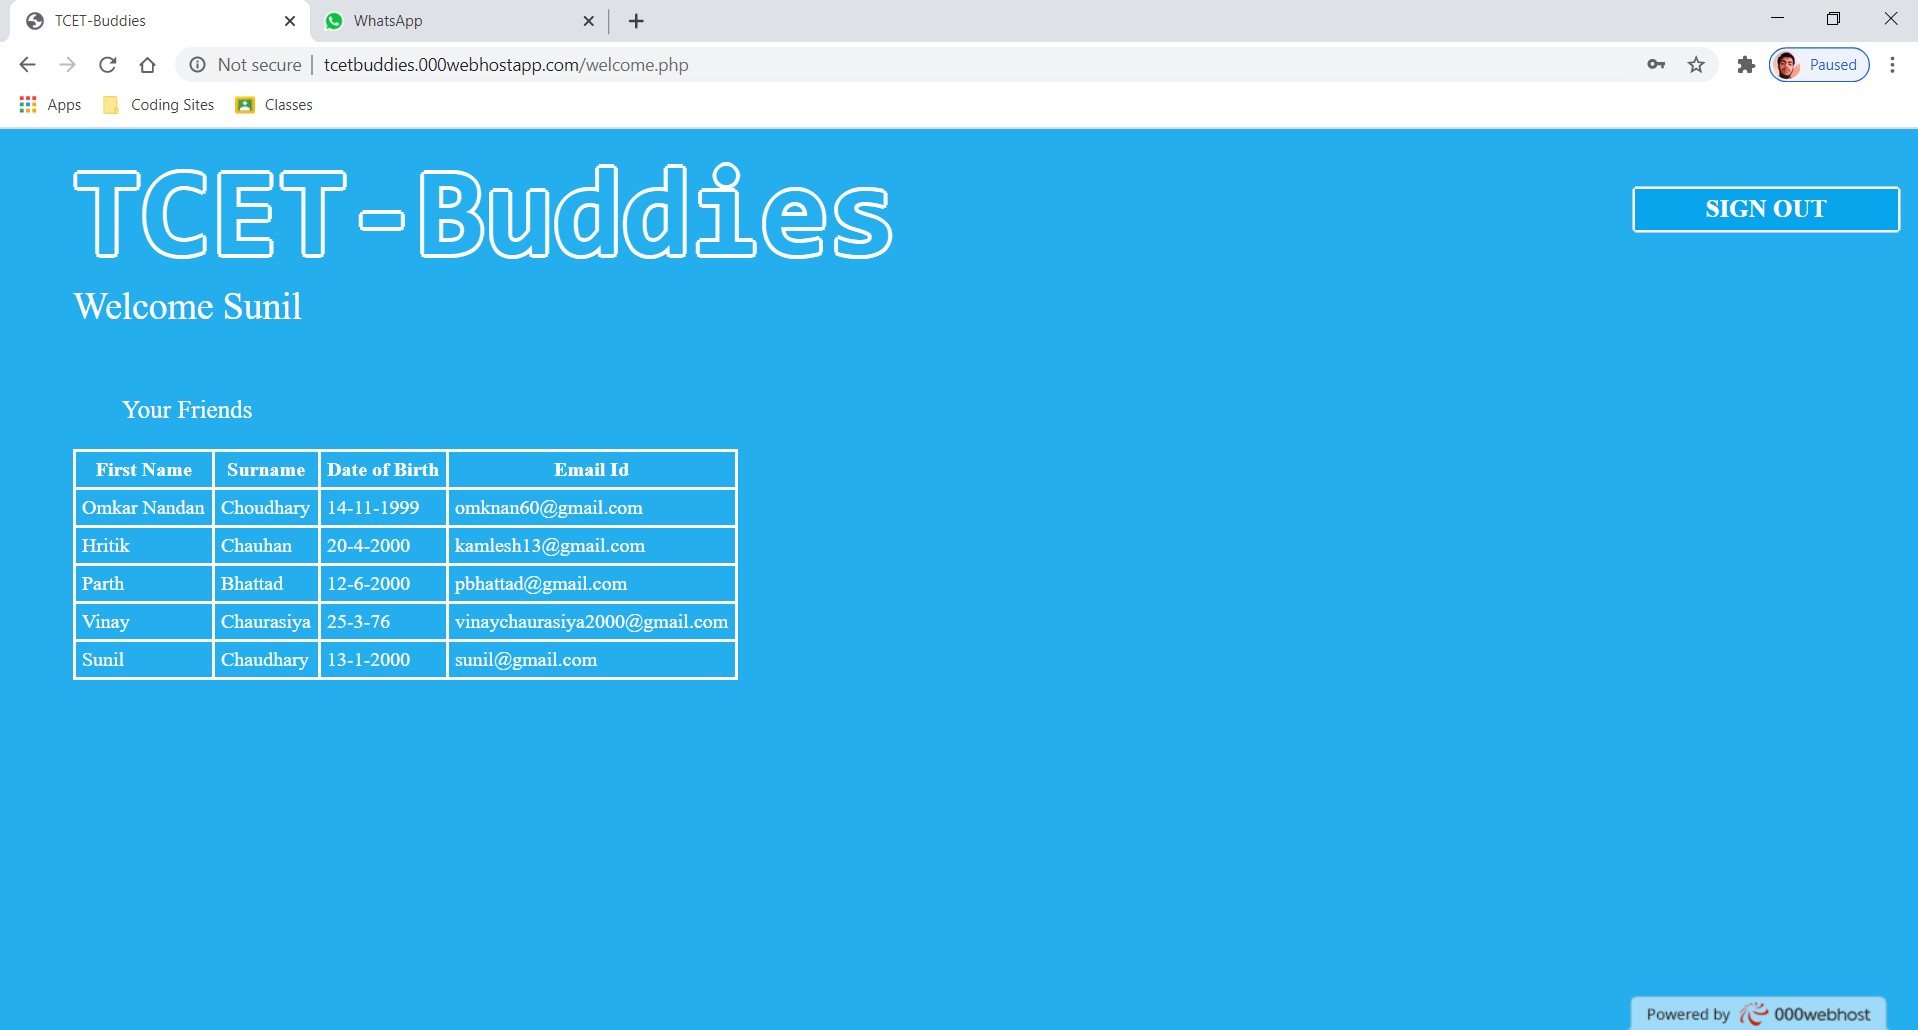 TCET-Buddies WhatsApp
Not secure tcetbuddies.000webhostapp.com/welcome.php Paused
Apps Coding Sites Classes
TCET-Buddies
SIGN OUT
Welcome Sunil
Your Friends
First Name Surname Date of Birth Email Id
Omkar Nandan Choudhary 14-11-1999 omknan60@gmail.com
Hritik Chauhan 20-4-2000 kamlesh13@gmail.com
Parth Bhattad 12-6-2000 pbhattad@gmail.com
Vinay Chaurasiya 25-3-76 vinaychaurasiya2000@gmail.com
Sunil Chaudhary 13-1-2000 sunil@gmail.com
Powered by 000webhost